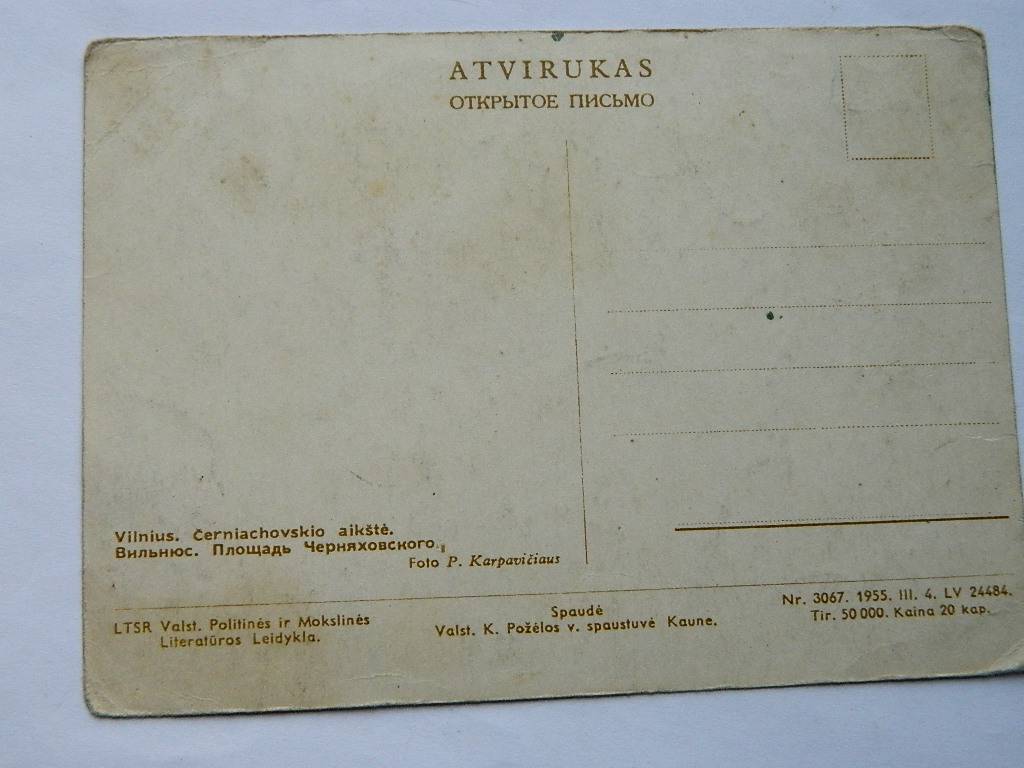 ATVIRUKAS
ОТКРЫТОЕ ПИСЬМО
Vilnius. Černiachovskio aikštė.
Вильнюс. Площадь Черняховского.
Foto P. Karpavičiaus
LTSR Valst. Politinės ir Mokslinės
Literatūros Leidykla.
Spaudė
Valst. K. Požėlos v. spaustuvė Kaune.
Nr. 3067. 1955. III. 4. LV 24484.
Tir. 50 000. Kaina 20 kap.